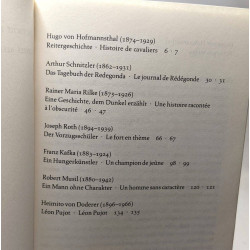 Hugo von Hofmannsthal (1874–1929)
Reitergeschichte · Histoire de cavaliers 6 · 7
Arthur Schnitzler (1862–1931)
Das Tagebuch der Redegonda · Le journal de Rédégonde 30 · 31
Rainer Maria Rilke (1875–1926)
Eine Geschichte, dem Dunkel erzählt · Une histoire racontée
à l'obscurité 46 · 47
Joseph Roth (1894–1939)
Der Vorzugsschüler · Le fort en thème 66 · 67
Franz Kafka (1883–1924)
Ein Hungerkünstler · Un champion de jeûne 98 · 99
Robert Musil (1880–1942)
Ein Mann ohne Charakter · Un homme sans caractère 120 · 121
Heimito von Doderer (1896–1966)
Léon Pujot · Léon Pujot 134 · 135